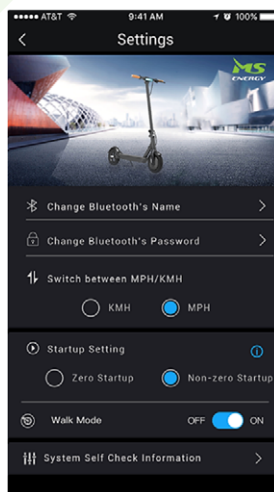 AT&T 9:41 AM 100%
Settings
MS
ENERGY
Change Bluetooth's Name
Change Bluetooth's Password
Switch between MPH/KMH
KMH MPH
Startup Setting
Zero Startup Non-zero Startup
Walk Mode OFF ON
System Self Check Information